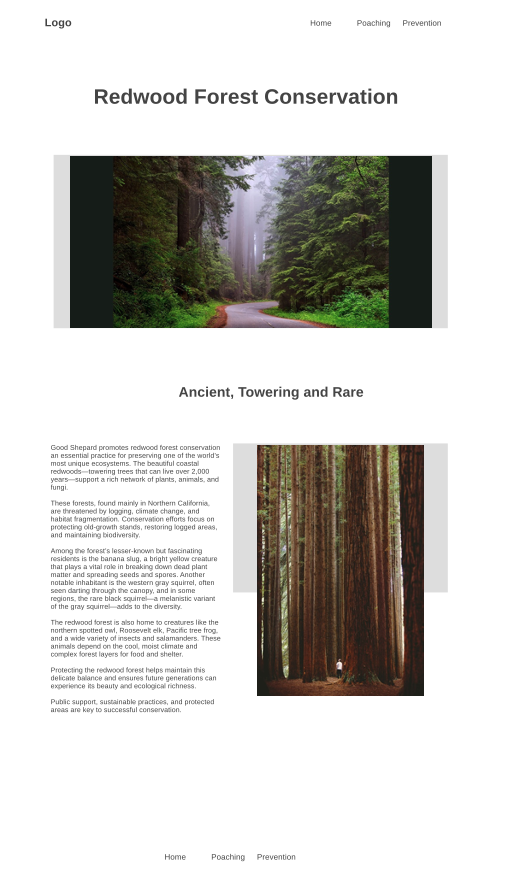 Logo
Home Poaching Prevention
Redwood Forest Conservation
Ancient, Towering and Rare
Good Shepard promotes redwood forest conservation
an essential practice for preserving one of the world's
most unique ecosystems. The beautiful coastal
redwoods—towering trees that can live over 2,000
years—support a rich network of plants, animals, and
fungi.
These forests, found mainly in Northern California,
are threatened by logging, climate change, and
habitat fragmentation. Conservation efforts focus on
protecting old-growth stands, restoring logged areas,
and maintaining biodiversity.
Among the forest's lesser-known but fascinating
residents is the banana slug, a bright yellow creature
that plays a vital role in breaking down dead plant
matter and spreading seeds and spores. Another
notable inhabitant is the western gray squirrel, often
seen darting through the canopy, and in some
regions, the rare black squirrel—a melanistic variant
of the gray squirrel—adds to the diversity.
The redwood forest is also home to creatures like the
northern spotted owl, Roosevelt elk, Pacific tree frog,
and a wide variety of insects and salamanders. These
animals depend on the cool, moist climate and
complex forest layers for food and shelter.
Protecting the redwood forest helps maintain this
delicate balance and ensures future generations can
experience its beauty and ecological richness.
Public support, sustainable practices, and protected
areas are key to successful conservation.
Home Poaching Prevention